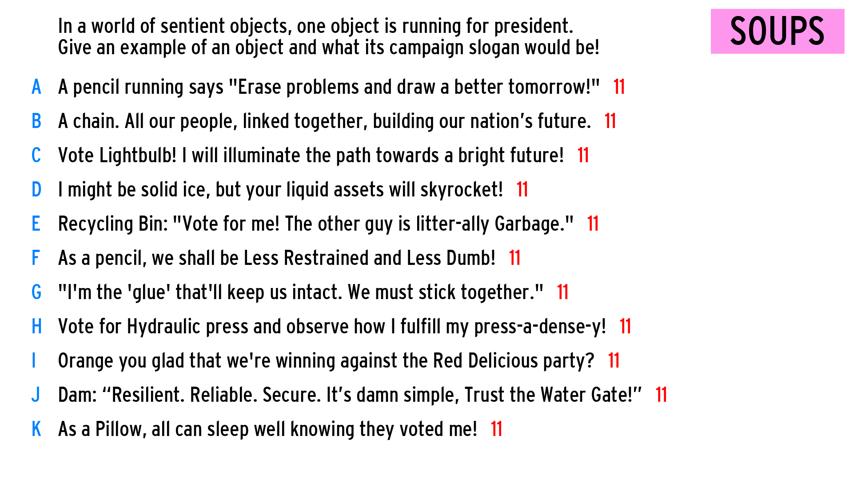 In a world of sentient objects, one object is running for president.
Give an example of an object and what its campaign slogan would be!
SOUPS
A A pencil running says "Erase problems and draw a better tomorrow!" 11
B A chain. All our people, linked together, building our nation’s future. 11
C Vote Lightbulb! I will illuminate the path towards a bright future! 11
D I might be solid ice, but your liquid assets will skyrocket! 11
E Recycling Bin: "Vote for me! The other guy is litter-ally Garbage." 11
F As a pencil, we shall be Less Restrained and Less Dumb! 11
G "I'm the 'glue' that'll keep us intact. We must stick together." 11
H Vote for Hydraulic press and observe how I fulfill my press-a-dense-y! 11
I Orange you glad that we're winning against the Red Delicious party? 11
J Dam: “Resilient. Reliable. Secure. It’s damn simple, Trust the Water Gate!” 11
K As a Pillow, all can sleep well knowing they voted me! 11